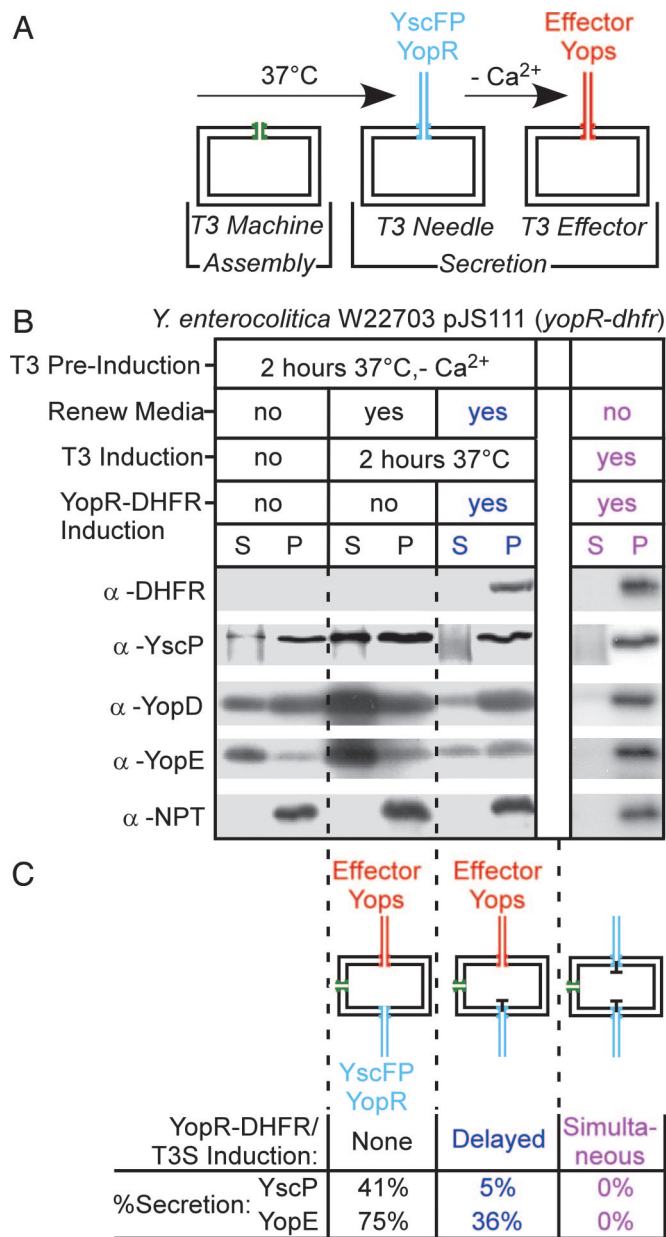 A
YscFP Effector
YopR Yops
37°C - Ca²⁺
T3 Machine T3 Needle T3 Effector
Assembly Secretion
B Y. enterocolitica W22703 pJS111 (yopR-dhfr)
T3 Pre-Induction 2 hours 37°C,- Ca²⁺
Renew Media no yes yes no
T3 Induction no 2 hours 37°C yes
YopR-DHFR no no yes yes
Induction
S P S P S P S P
α -DHFR
α -YscP
α -YopD
α -YopE
α -NPT
C
Effector Effector
Yops Yops
YscFP
YopR
YopR-DHFR/ None Delayed Simulta-
T3S Induction: neous
%Secretion: YscP 41% 5% 0%
YopE 75% 36% 0%